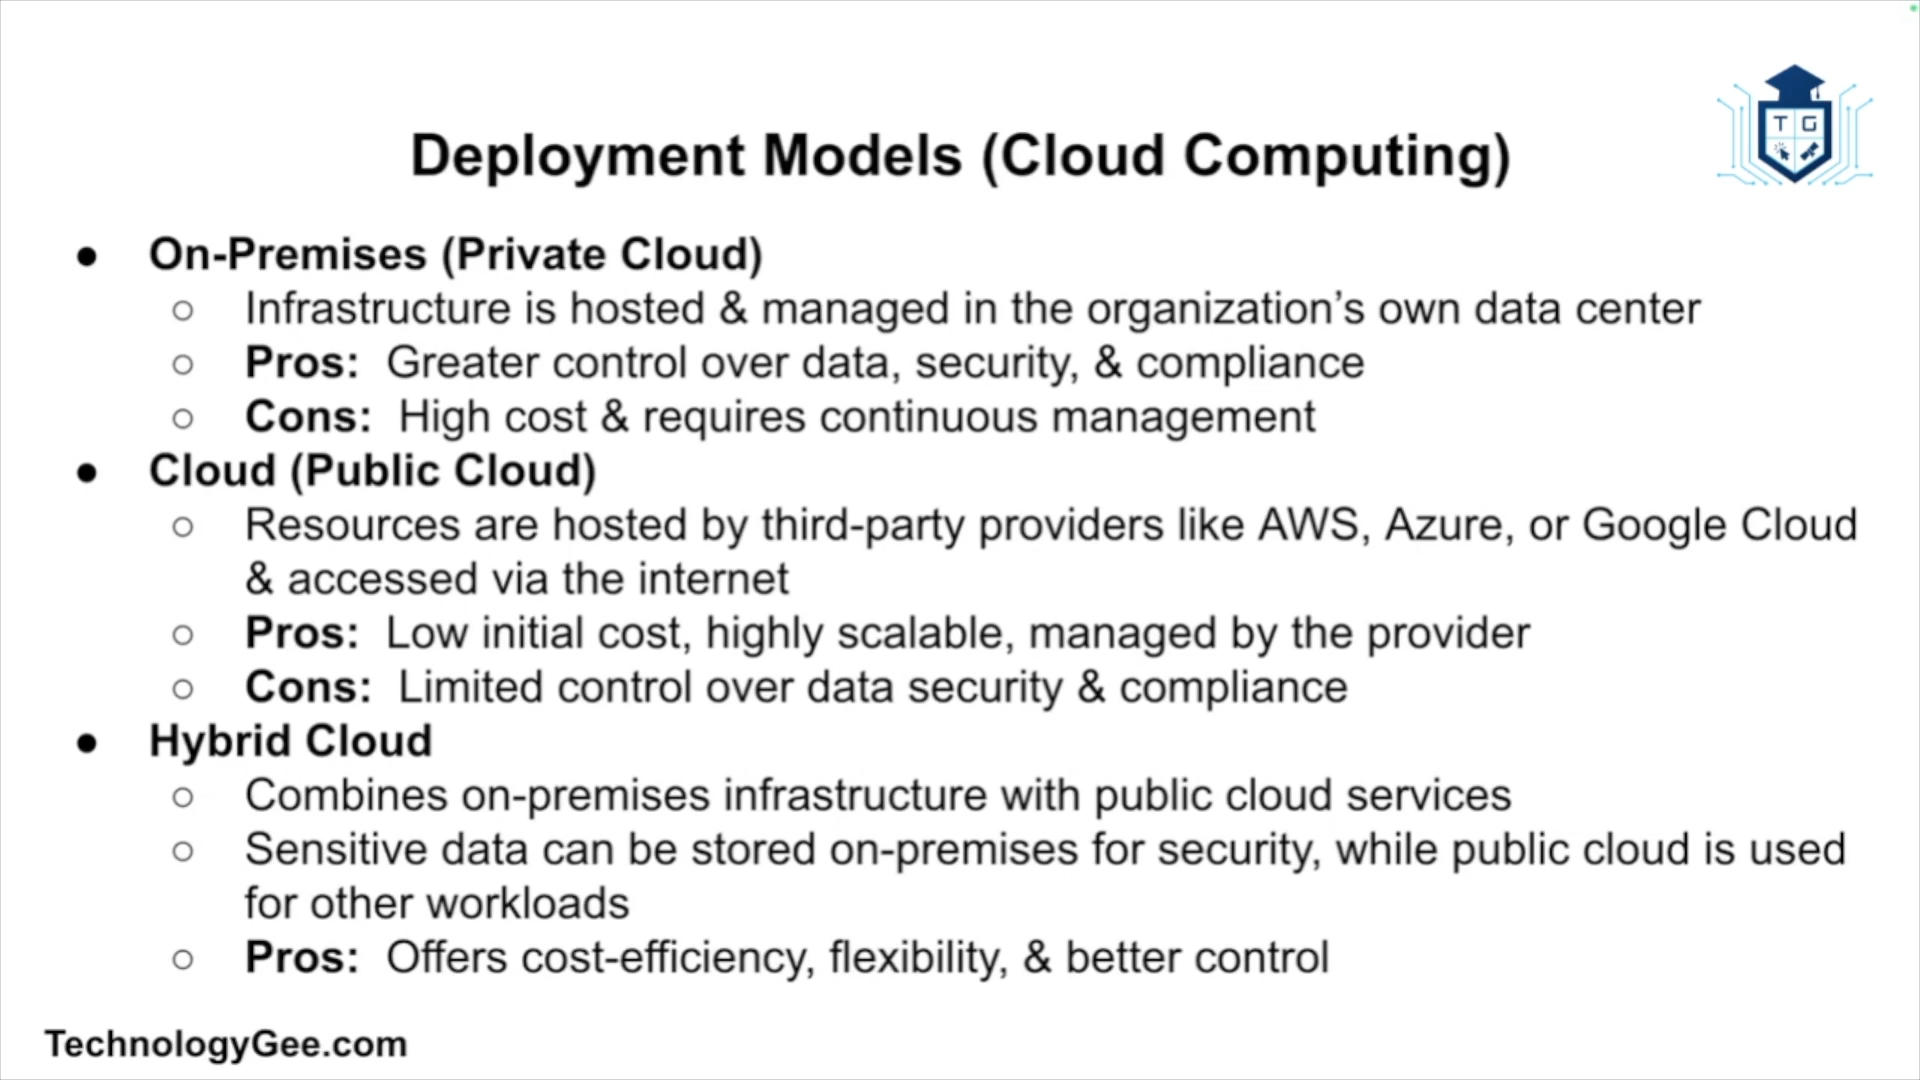 T G
Deployment Models (Cloud Computing)
● On-Premises (Private Cloud)
○ Infrastructure is hosted & managed in the organization’s own data center
○ Pros: Greater control over data, security, & compliance
○ Cons: High cost & requires continuous management
● Cloud (Public Cloud)
○ Resources are hosted by third-party providers like AWS, Azure, or Google Cloud
& accessed via the internet
○ Pros: Low initial cost, highly scalable, managed by the provider
○ Cons: Limited control over data security & compliance
● Hybrid Cloud
○ Combines on-premises infrastructure with public cloud services
○ Sensitive data can be stored on-premises for security, while public cloud is used
for other workloads
○ Pros: Offers cost-efficiency, flexibility, & better control
TechnologyGee.com